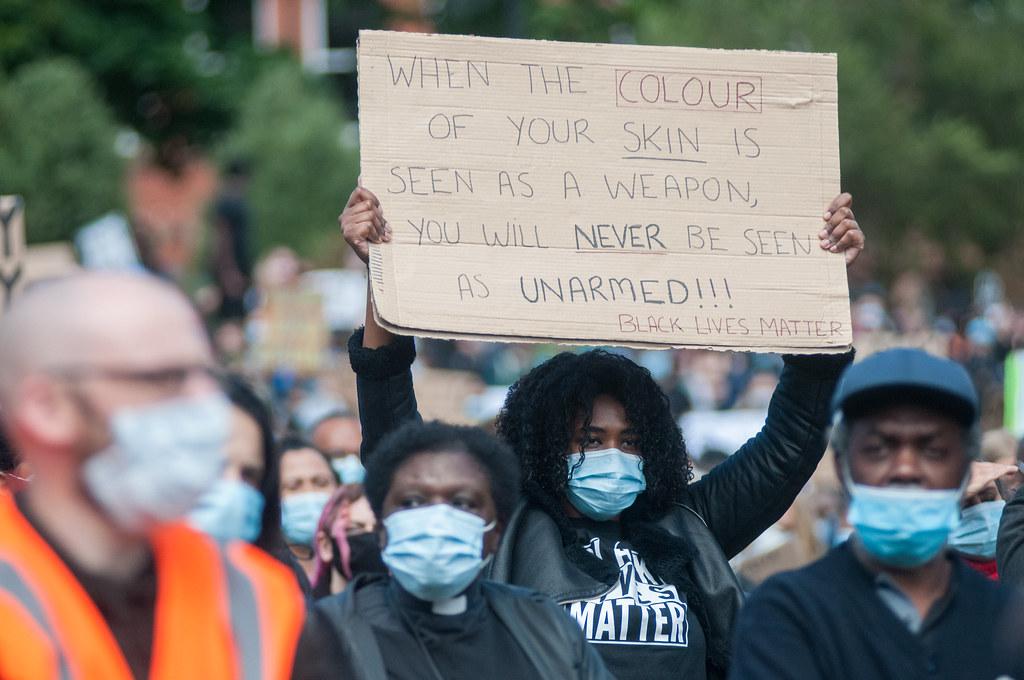 WHEN THE COLOUR
OF YOUR SKIN IS
SEEN AS A WEAPON,
YOU WILL NEVER BE SEEN
AS UNARMED!!!
BLACK LIVES MATTER
MATTER
Y
Y